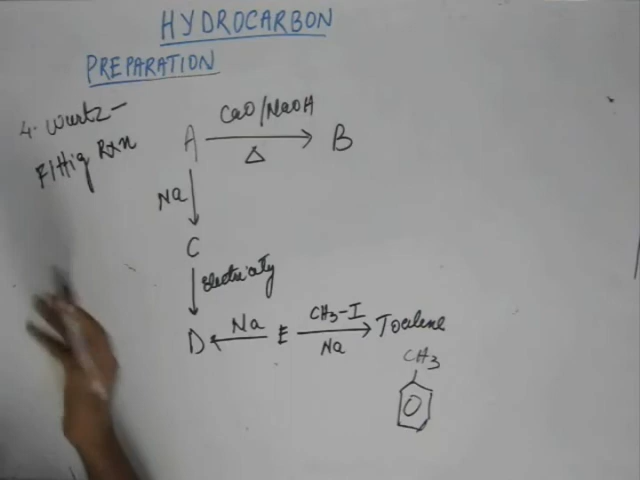 HYDROCARBON
PREPARATION
4. Wurtz-
Fittig Rxn
A CaO/NaOH Δ B
Na
C
Electricity
D Na E CH3-I Na Toulene
CH3